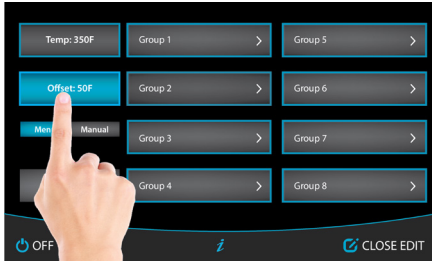 Temp: 350F
Group 1
Group 5
Offset: 50F
Group 2
Group 6
Manual
Group 3
Group 7
Group 4
Group 8
OFF
i
CLOSE EDIT